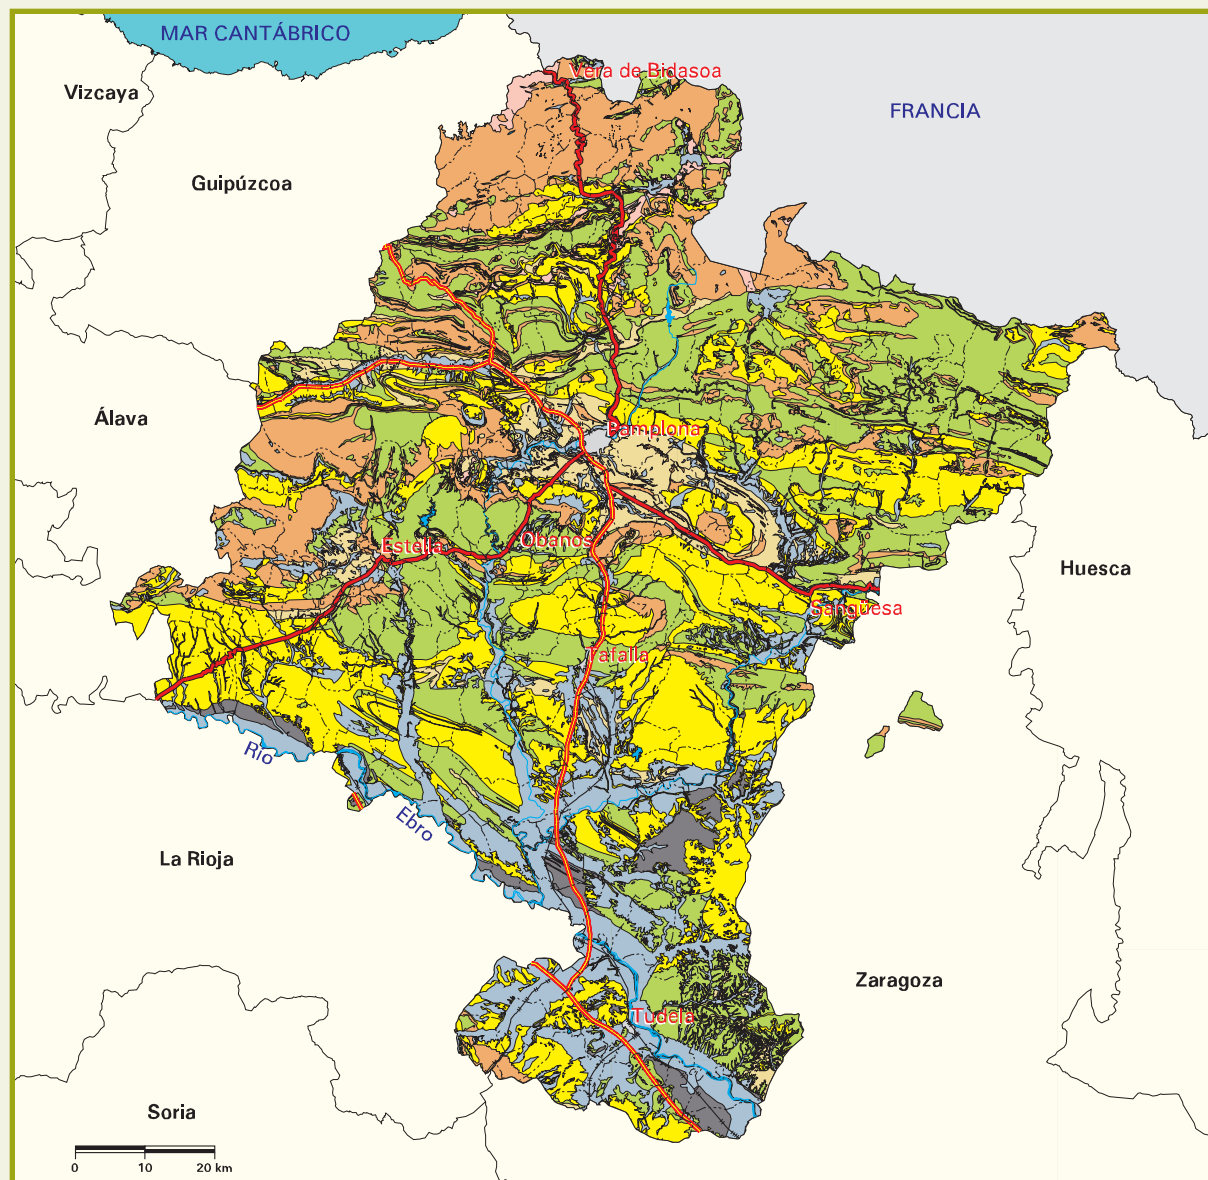 MAR CANTÁBRICO
Vera de Bidasoa
Vizcaya
FRANCIA
Guipúzcoa
Álava
Pamplona
Estella
Obanos
Huesca
Sangüesa
Tafalla
Río
Ebro
La Rioja
Zaragoza
Tudela
Soria
0 10 20 km